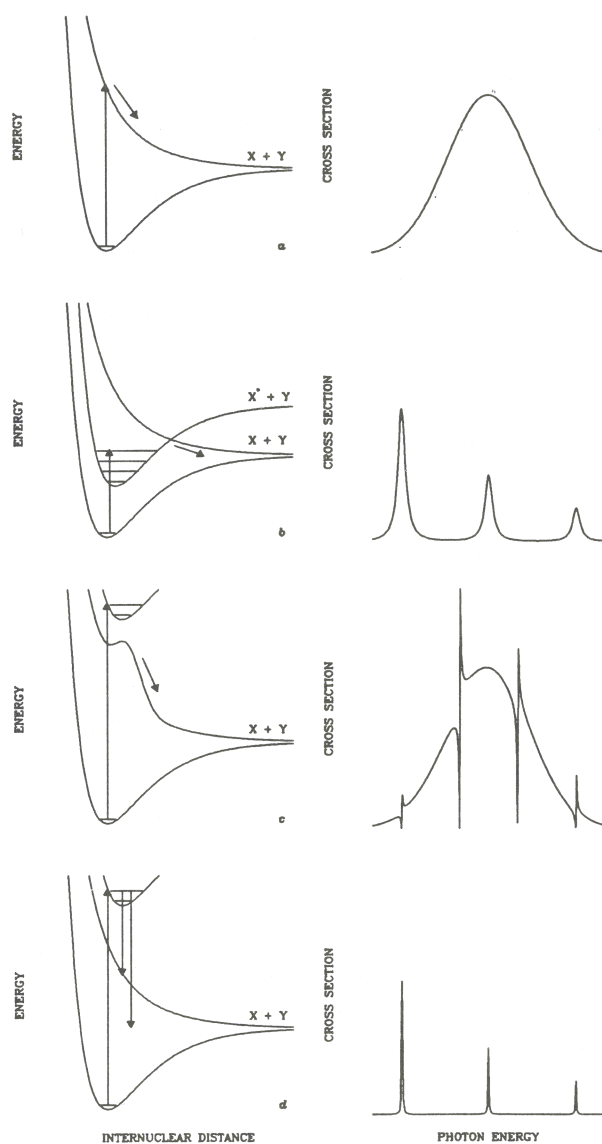 ENERGY
X + Y
a
CROSS SECTION
ENERGY
X* + Y
X + Y
b
CROSS SECTION
ENERGY
X + Y
c
CROSS SECTION
ENERGY
X + Y
d
CROSS SECTION
INTERNUCLEAR DISTANCE
PHOTON ENERGY